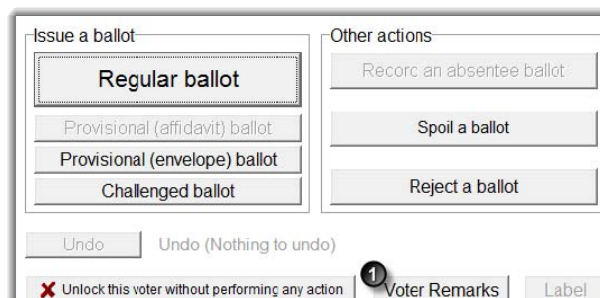 Issue a ballot
Regular ballot
Provisional (affidavit) ballot
Provisional (envelope) ballot
Challenged ballot
Other actions
Record an absentee ballot
Spoil a ballot
Reject a ballot
Undo Undo (Nothing to undo)
Unlock this voter without performing any action 1 Voter Remarks Label